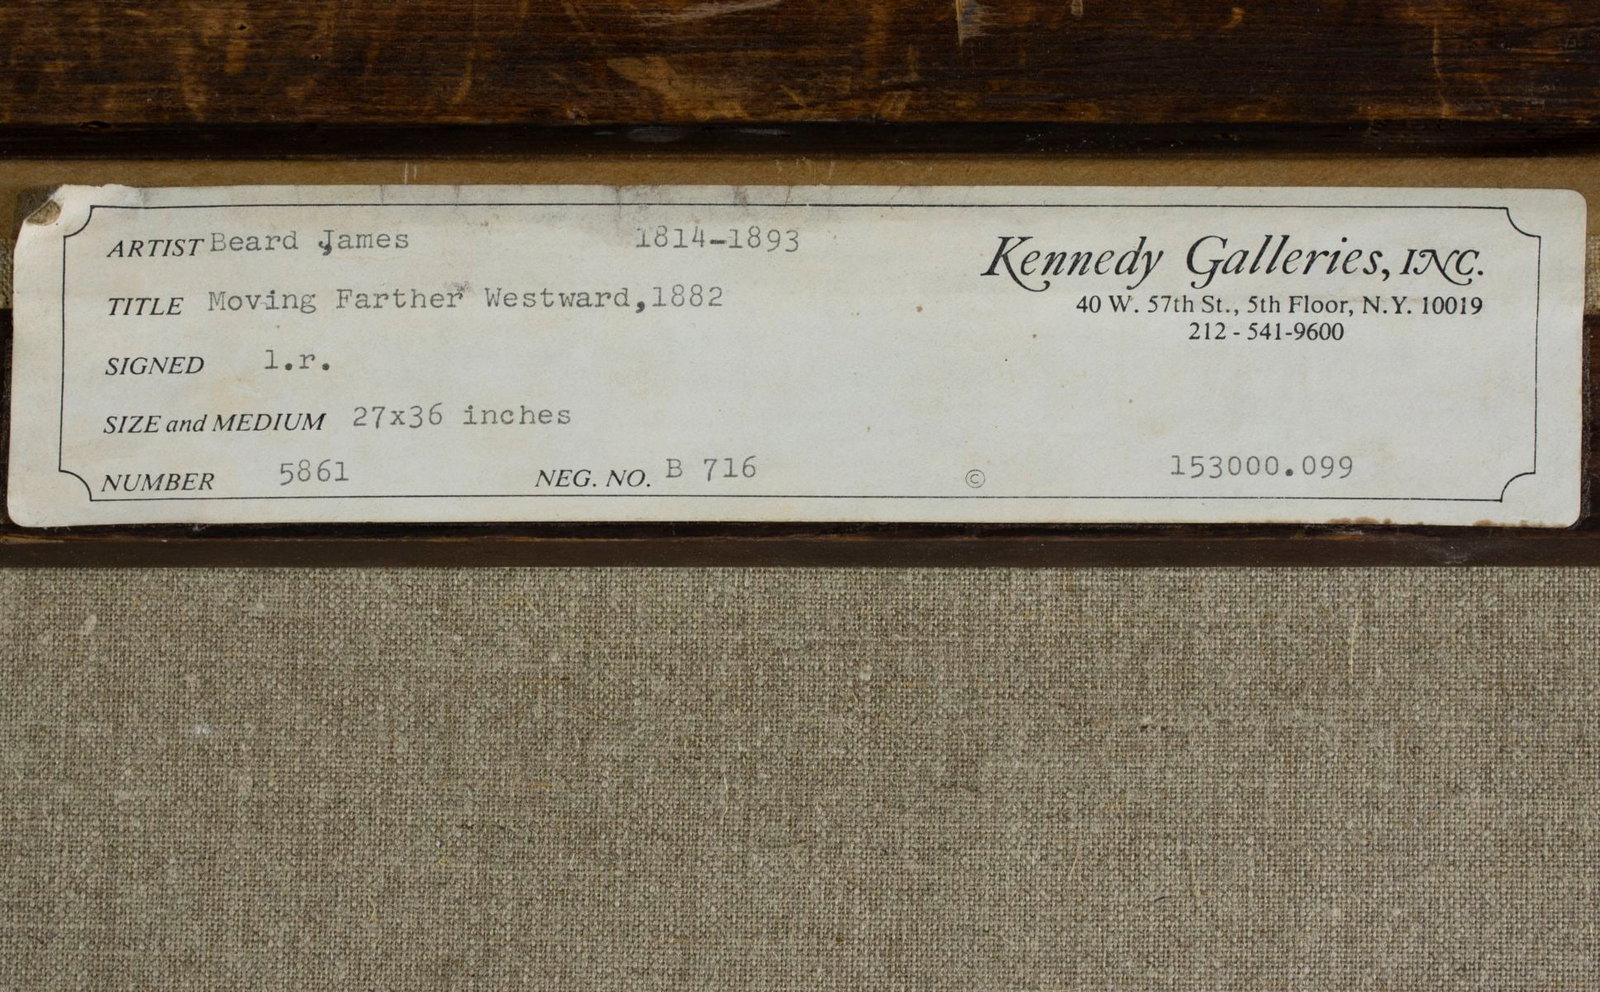 ARTIST Beard, James 1814-1893
TITLE Moving Farther Westward,1882
SIGNED l.r.
SIZE and MEDIUM 27x36 inches
NUMBER 5861 NEG. NO. B 716 © 153000.099
Kennedy Galleries, INC.
40 W. 57th St., 5th Floor, N.Y. 10019
212 - 541-9600